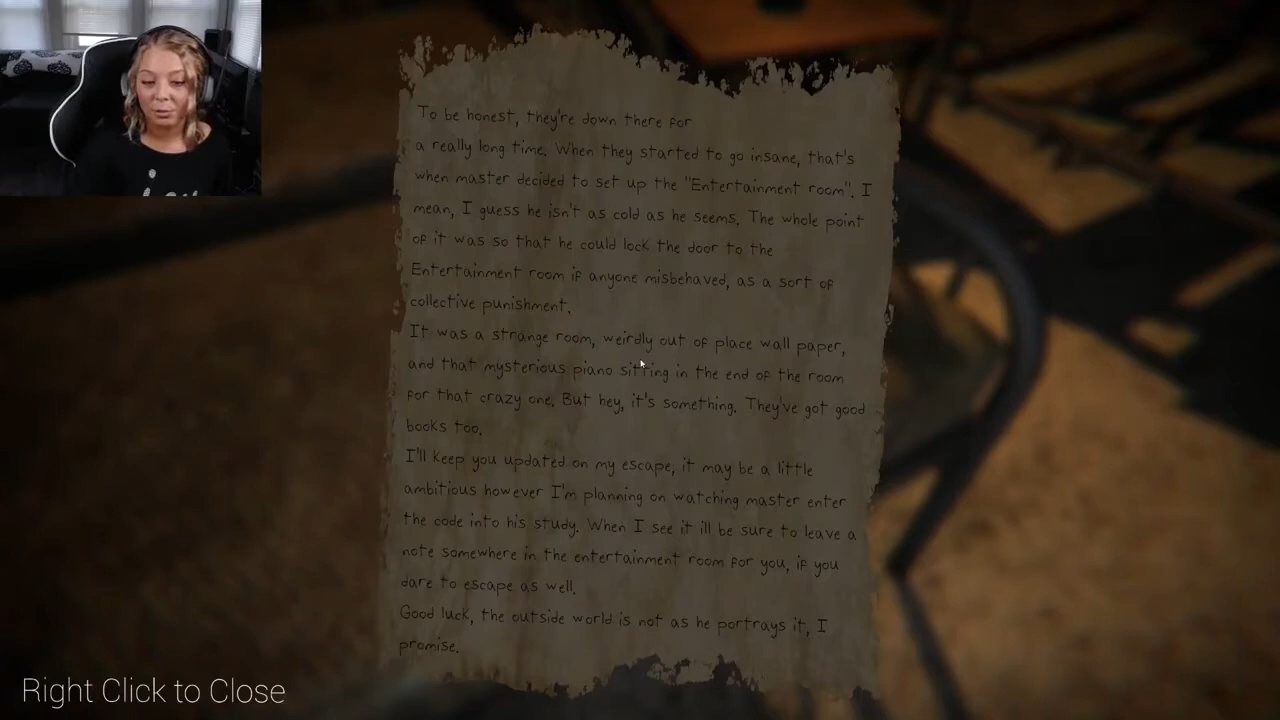 To be honest, they're down there for
a really long time. When they started to go insane, that's
when master decided to set up the "Entertainment room". I
mean, I guess he isn't as cold as he seems. The whole point
of it was so that he could lock the door to the
Entertainment room if anyone misbehaved, as a sort of
collective punishment.
It was a strange room, weirdly out of place wall paper,
and that mysterious piano sitting in the end of the room
for that crazy one. But hey, it's something. They've got good
books too.
I'll keep you updated on my escape, it may be a little
ambitious however I'm planning on watching master enter
the code into his study. When I see it ill be sure to leave a
note somewhere in the entertainment room for you, if you
dare to escape as well.
Good luck, the outside world is not as he portrays it, I
promise.
Right Click to Close